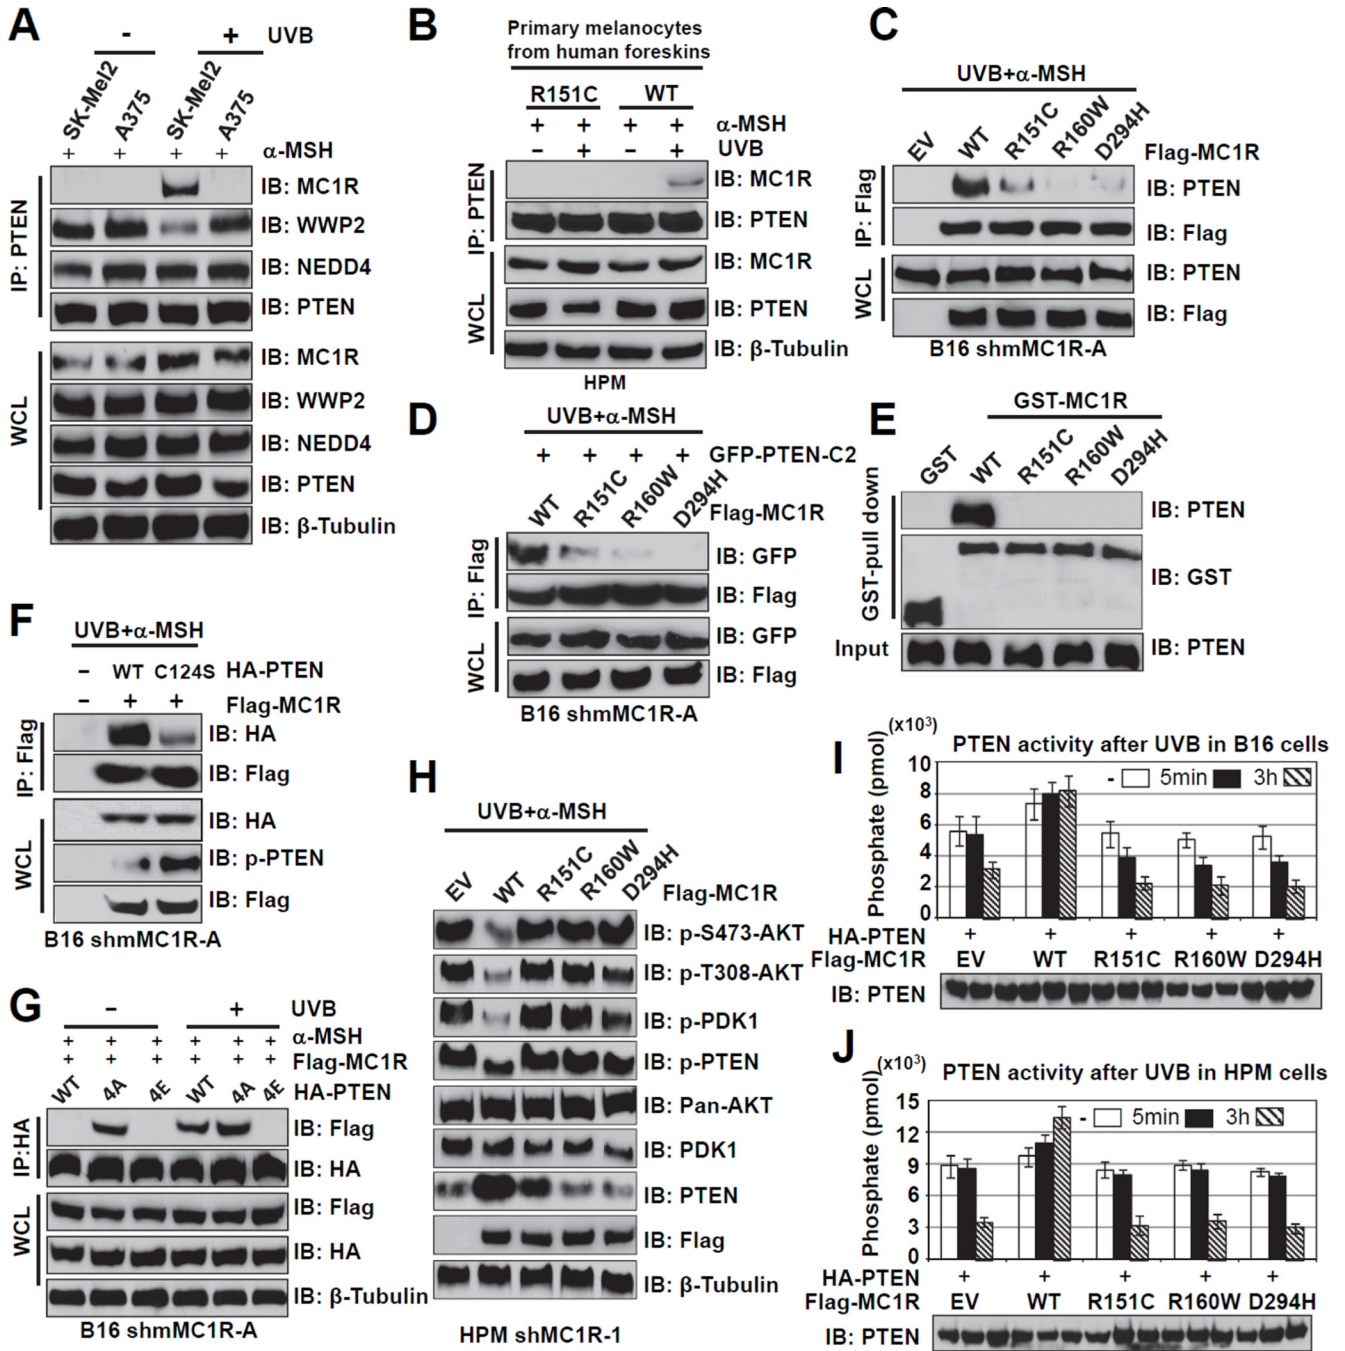 A
- + UVB
SK-Mel2 A375 SK-Mel2 A375
+ + + + α-MSH
IP: PTEN
IB: MC1R
IB: WWP2
IB: NEDD4
IB: PTEN
WCL
IB: MC1R
IB: WWP2
IB: NEDD4
IB: PTEN
IB: β-Tubulin
B
Primary melanocytes
from human foreskins
R151C WT
+ + + + α-MSH
- + - + UVB
IP: PTEN
IB: MC1R
IB: PTEN
WCL
IB: MC1R
IB: PTEN
IB: β-Tubulin
HPM
C
UVB+α-MSH
EV WT R151C R160W D294H
Flag-MC1R
IP: Flag
IB: PTEN
IB: Flag
WCL
IB: PTEN
IB: Flag
B16 shmMC1R-A
D
UVB+α-MSH
+ + + + GFP-PTEN-C2
WT R151C R160W D294H Flag-MC1R
IP: Flag
IB: GFP
IB: Flag
WCL
IB: GFP
IB: Flag
B16 shmMC1R-A
E
GST-MC1R
GST WT R151C R160W D294H
GST-pull down
IB: PTEN
IB: GST
Input IB: PTEN
F
UVB+α-MSH
- WT C124S HA-PTEN
- + + Flag-MC1R
IP: Flag
IB: HA
IB: Flag
WCL
IB: HA
IB: p-PTEN
IB: Flag
B16 shmMC1R-A
G
- + UVB
+ + + + + + α-MSH
+ + + + + + Flag-MC1R
WT 4A 4E WT 4A 4E HA-PTEN
IP:HA
IB: Flag
IB: HA
WCL
IB: Flag
IB: HA
IB: β-Tubulin
B16 shmMC1R-A
H
UVB+α-MSH
EV WT R151C R160W D294H
Flag-MC1R
IB: p-S473-AKT
IB: p-T308-AKT
IB: p-PDK1
IB: p-PTEN
IB: Pan-AKT
IB: PDK1
IB: PTEN
IB: Flag
IB: β-Tubulin
HPM shMC1R-1
I
(x10³) PTEN activity after UVB in B16 cells
Phosphate (pmol)
10
8
6
4
2
0
- 5min 3h
HA-PTEN + + + + +
Flag-MC1R EV WT R151C R160W D294H
IB: PTEN
J
(x10³) PTEN activity after UVB in HPM cells
Phosphate (pmol)
15
12
9
6
3
0
- 5min 3h
HA-PTEN + + + + +
Flag-MC1R EV WT R151C R160W D294H
IB: PTEN